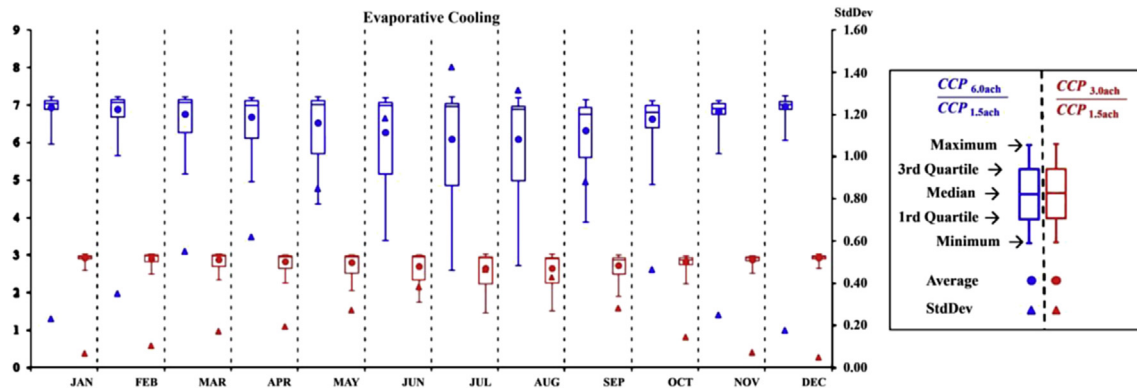 Evaporative Cooling
StdDev
9
8
7
6
5
4
3
2
1
0
1.60
1.40
1.20
1.00
0.80
0.60
0.40
0.20
0.00
JAN FEB MAR APR MAY JUN JUL AUG SEP OCT NOV DEC
CCP 6.0ach
CCP 1.5ach
CCP 3.0ach
CCP 1.5ach
Maximum
3rd Quartile
Median
1rd Quartile
Minimum
Average
StdDev